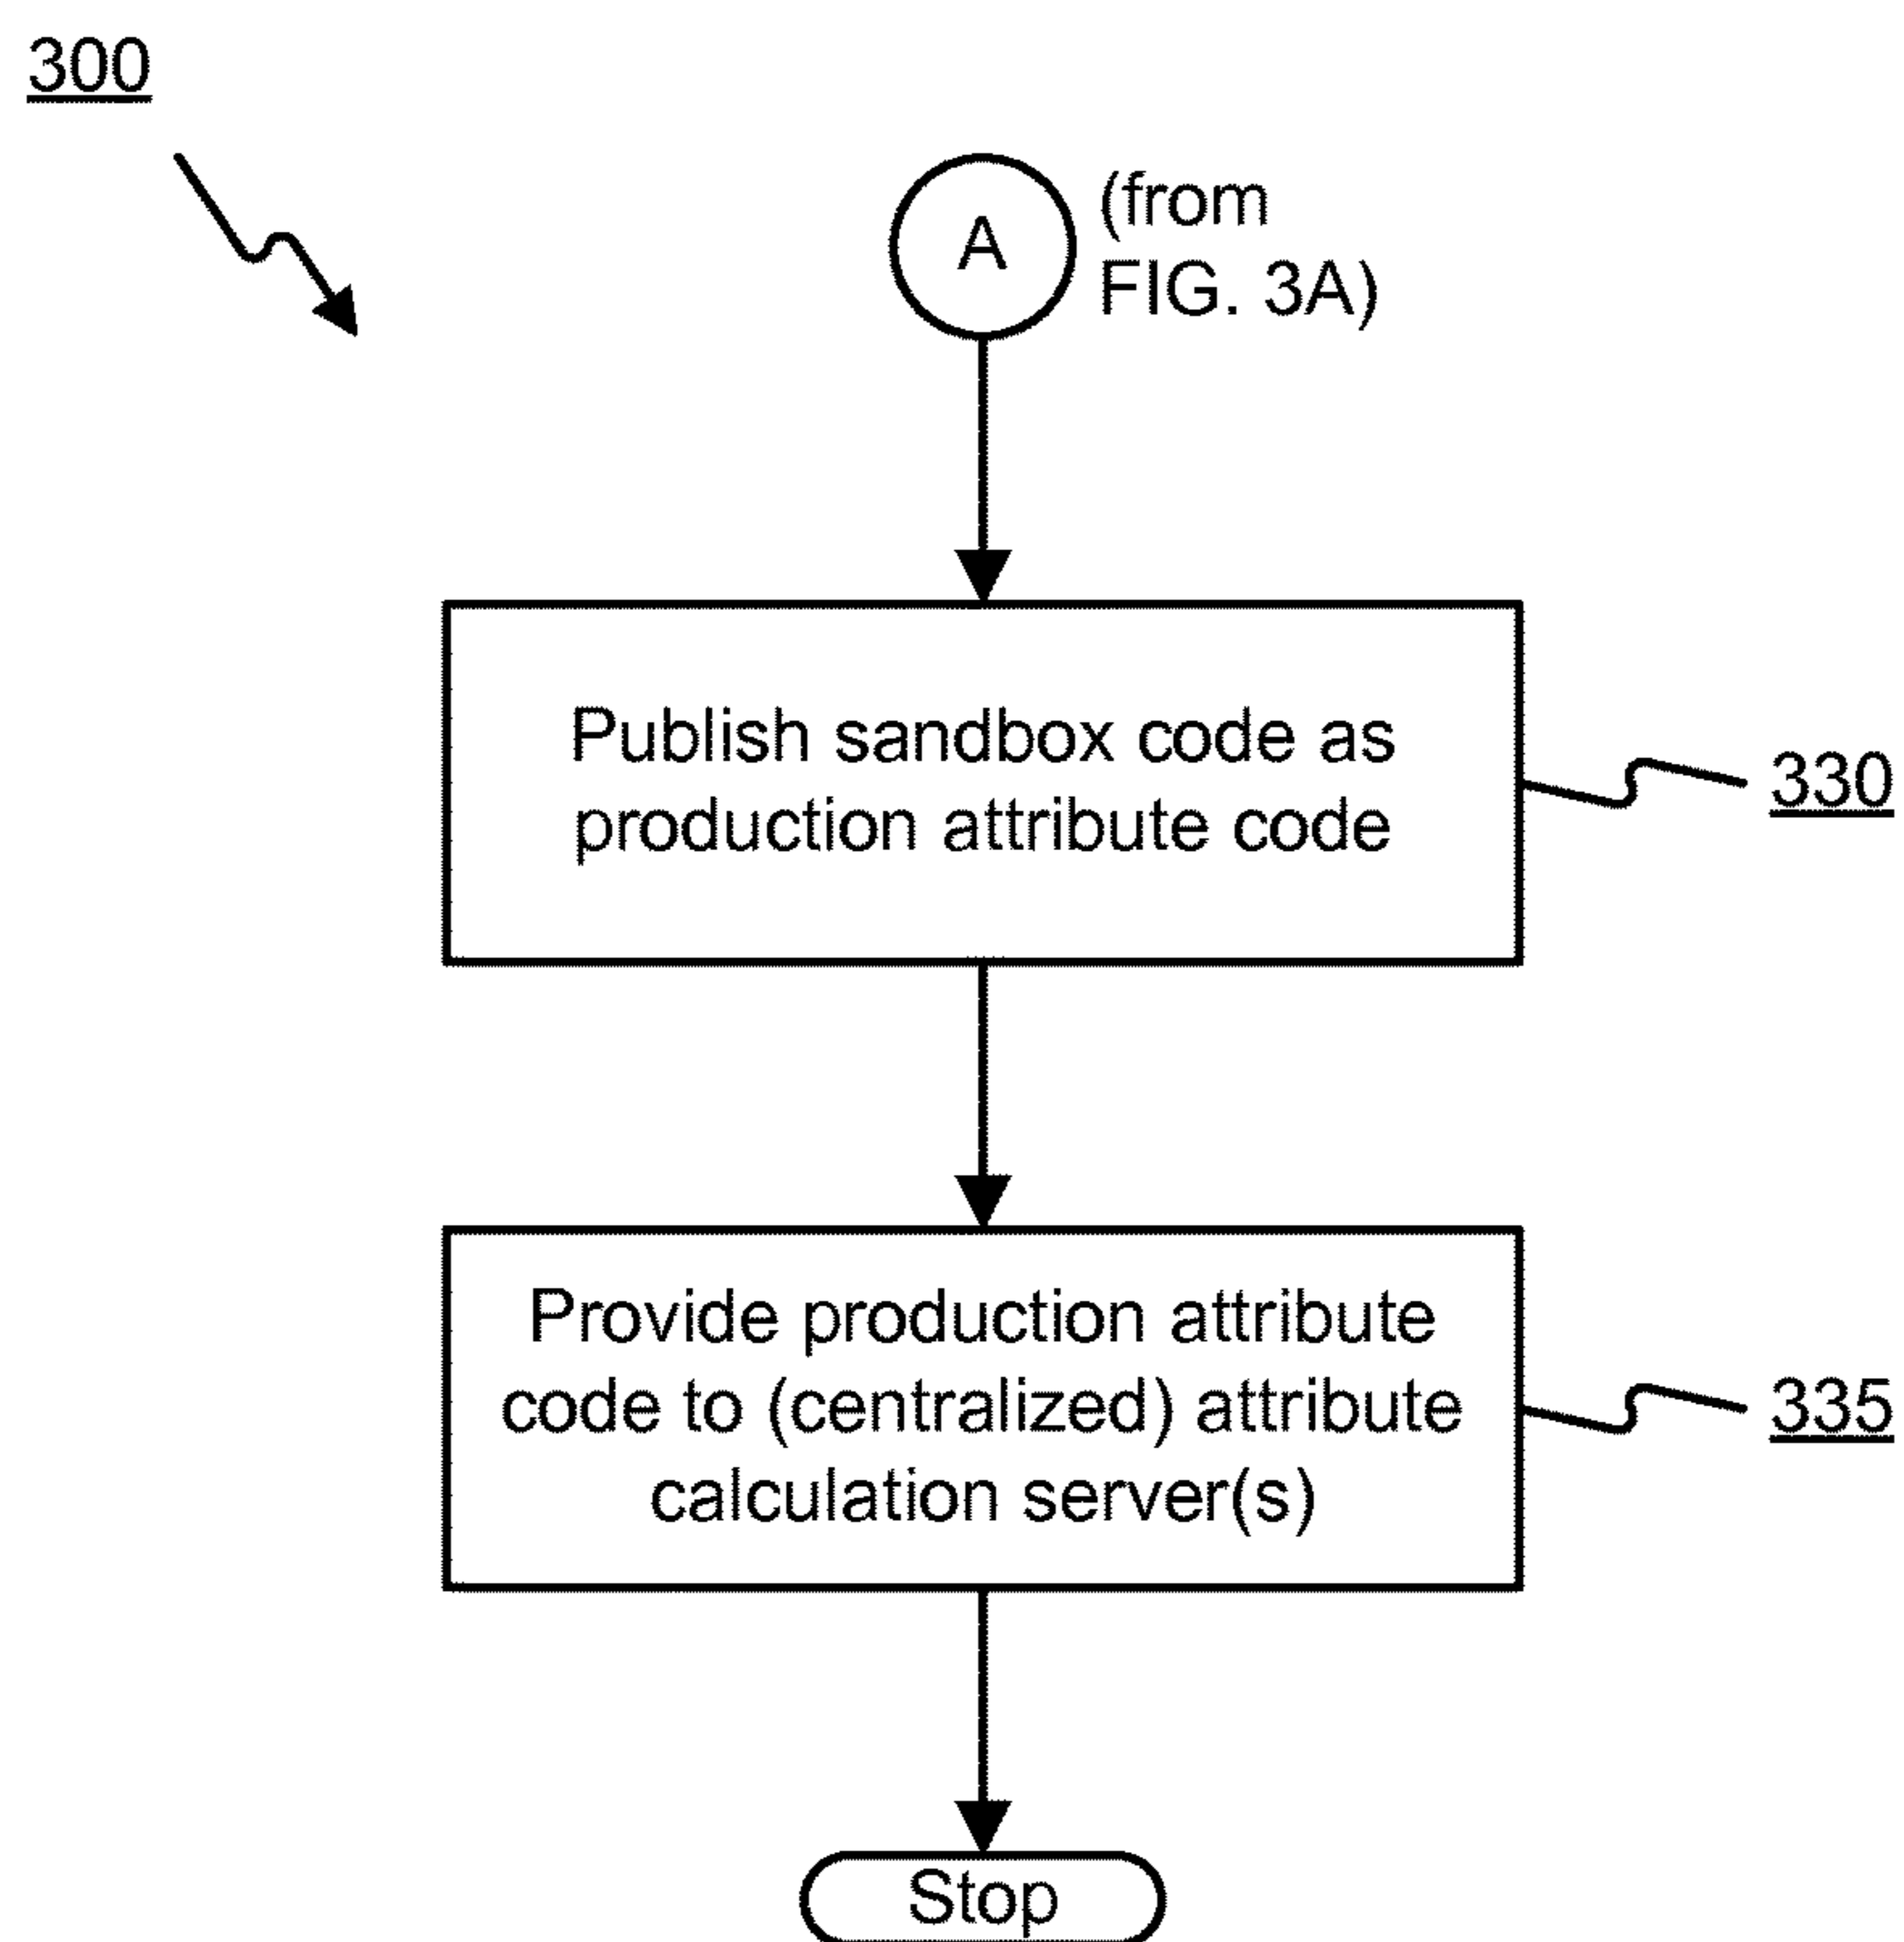 300
A
(from
FIG. 3A)
Publish sandbox code as
production attribute code
330
Provide production attribute
code to (centralized) attribute
calculation server(s)
335
Stop